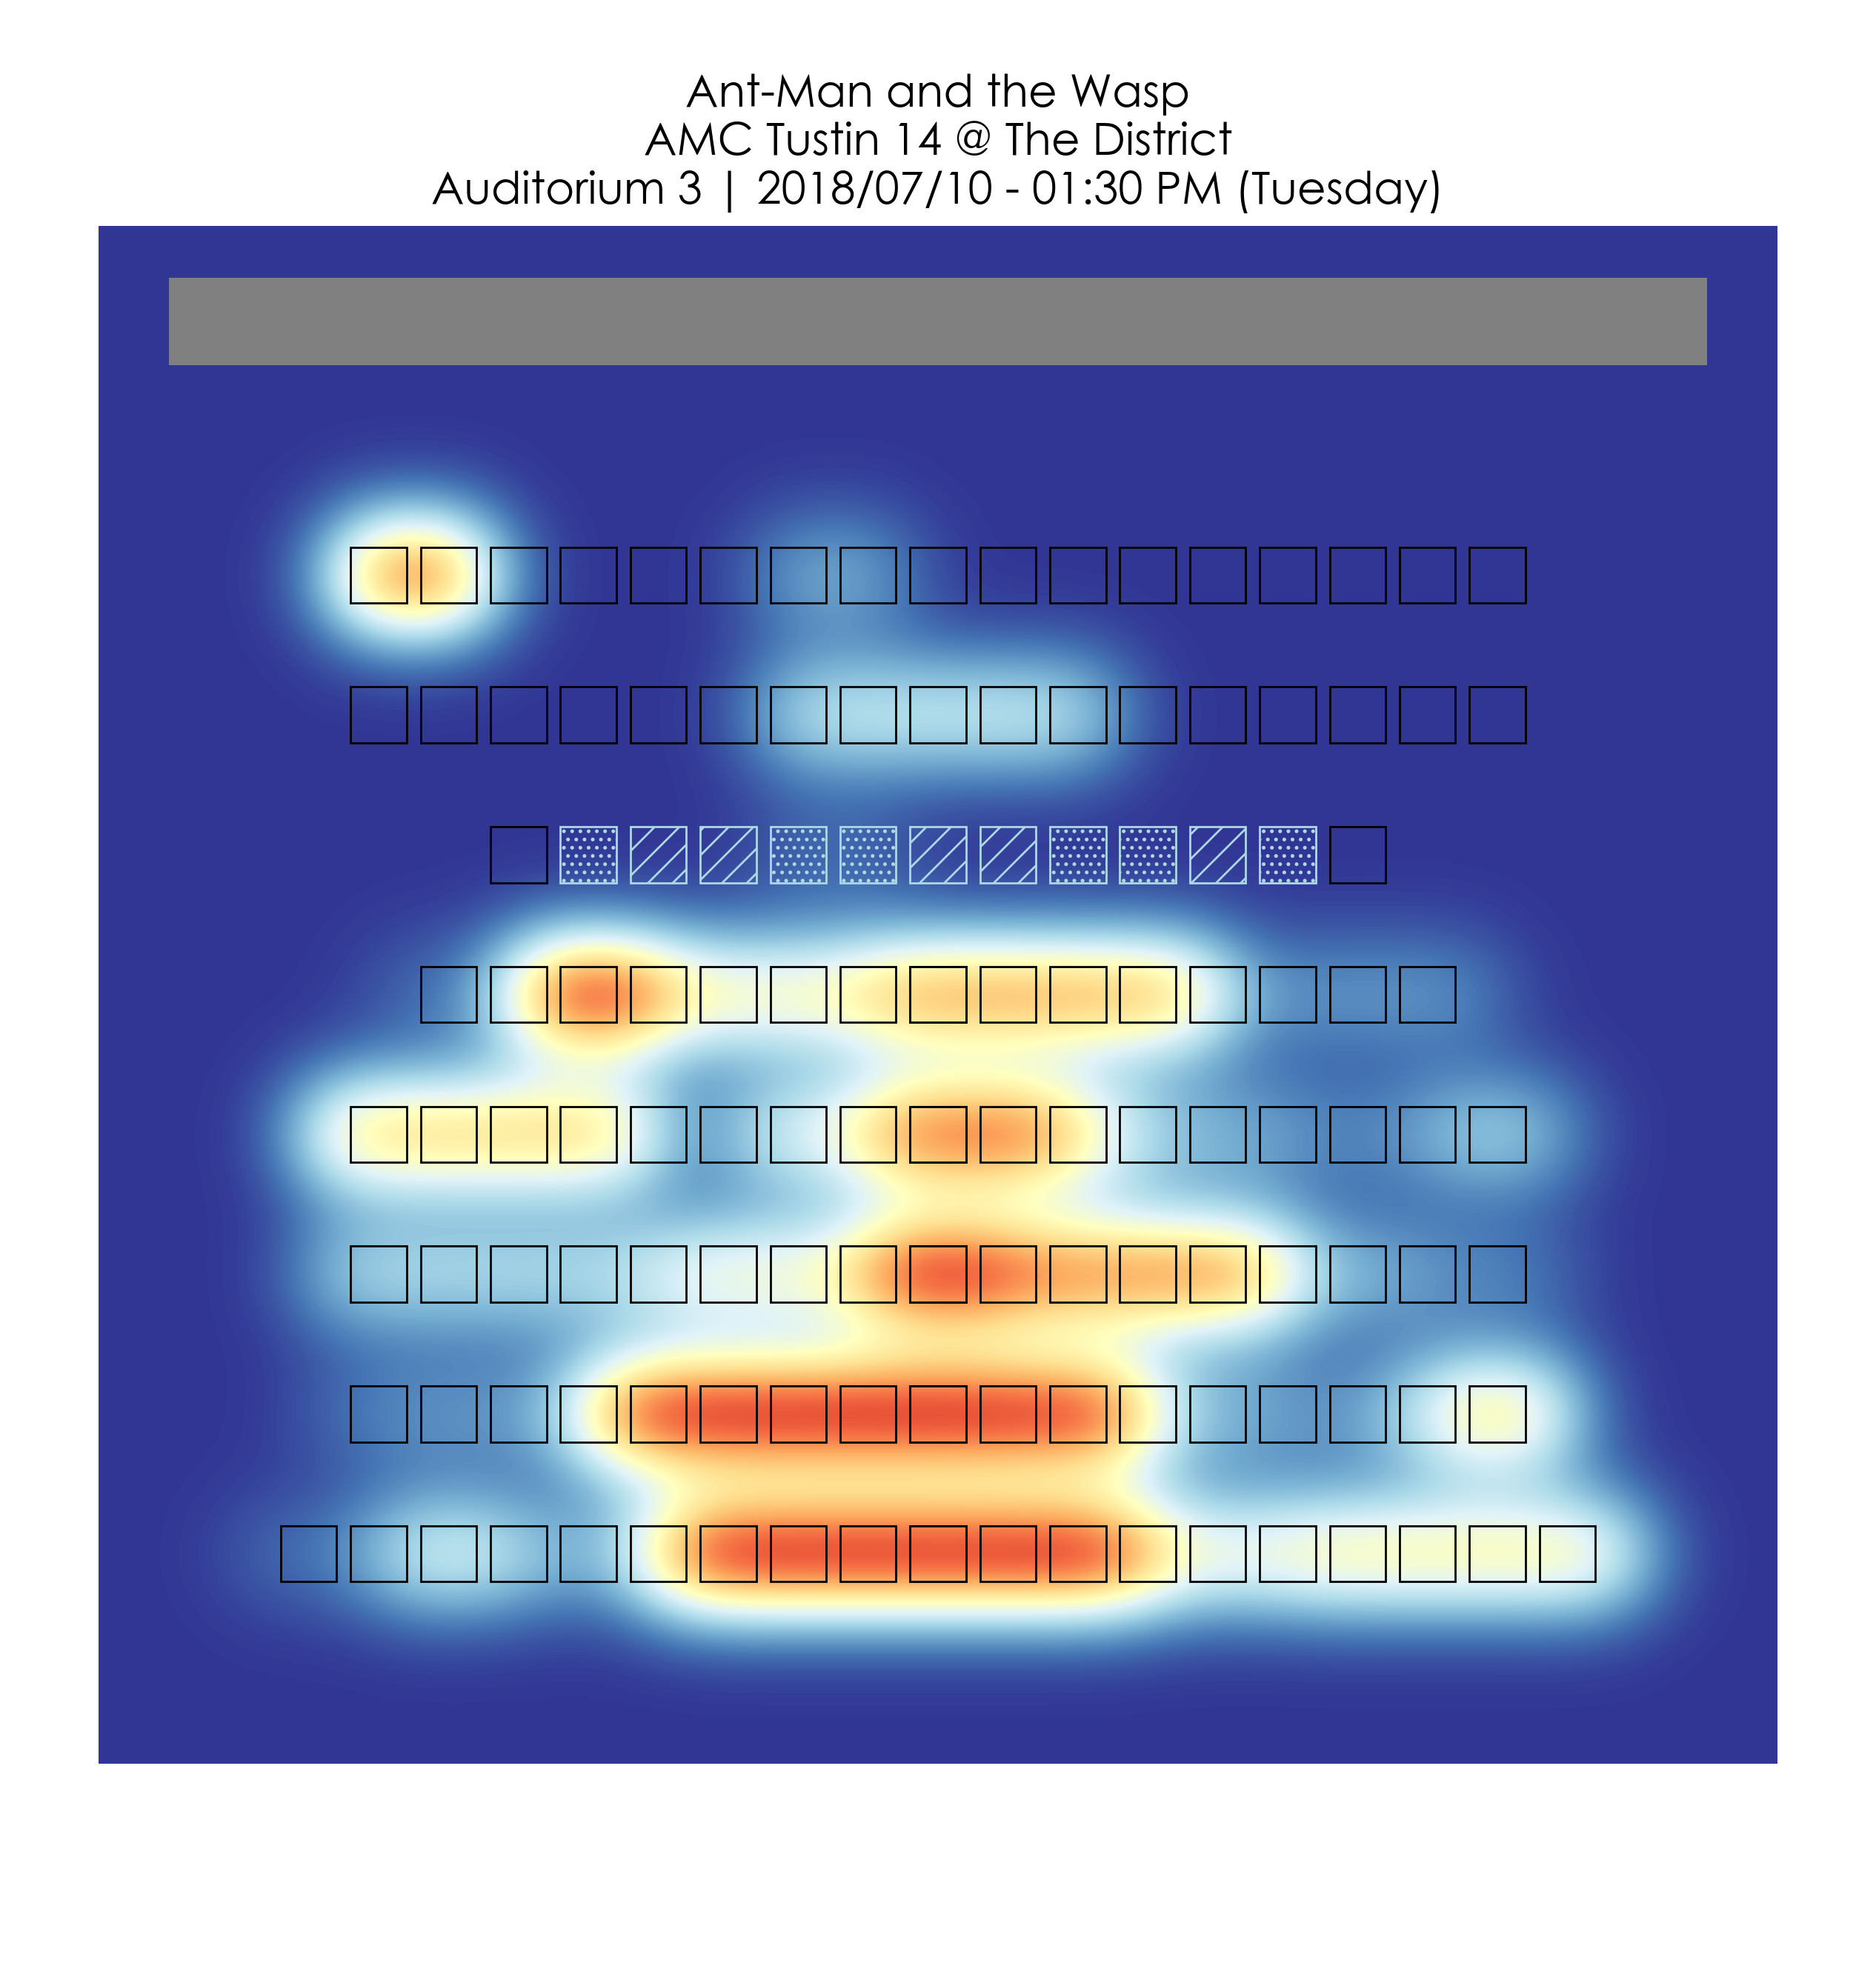 Ant-Man and the Wasp
AMC Tustin 14 @ The District
Auditorium 3 | 2018/07/10 - 01:30 PM (Tuesday)